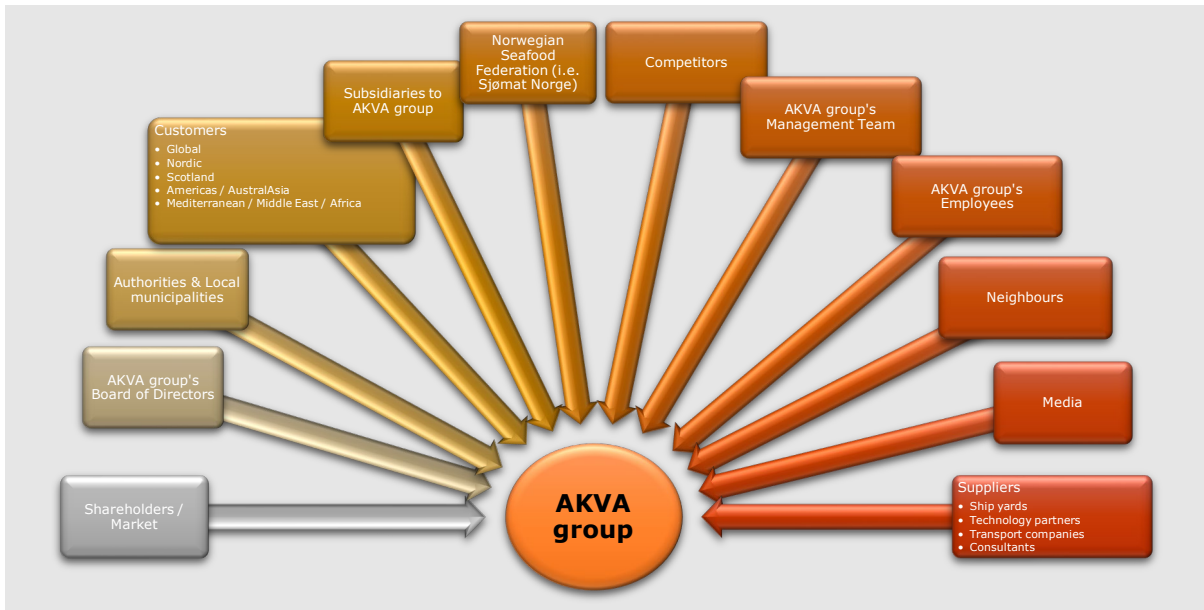 Shareholders /
Market
AKVA group's
Board of Directors
Authorities & Local
municipalities
Customers
• Global
• Nordic
• Scotland
• Americas / AustralAsia
• Mediterranean / Middle East / Africa
Subsidiaries to
AKVA group
Norwegian
Seafood
Federation (i.e.
Sjømat Norge)
Competitors
AKVA group's
Management Team
AKVA group's
Employees
Neighbours
Media
Suppliers
• Ship yards
• Technology partners
• Transport companies
• Consultants
AKVA
group